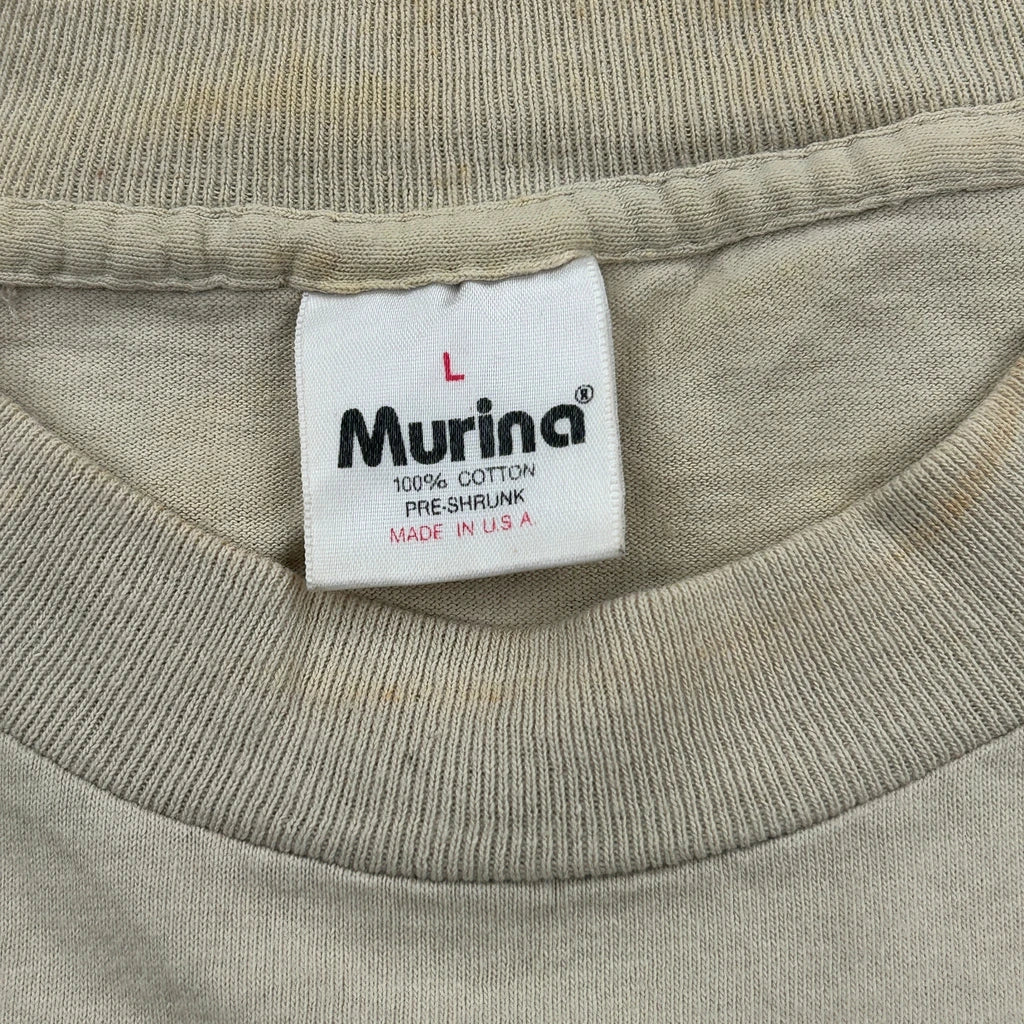 L
Murina®
100% COTTON
PRE-SHRUNK
MADE IN U.S A.